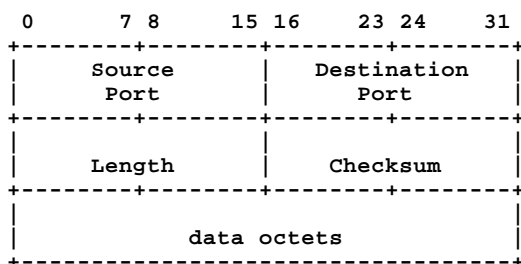 0 7 8 15 16 23 24 31
+--------+--------+--------+--------+
| Source | Destination |
| Port | Port |
+--------+--------+--------+--------+
| | |
| Length | Checksum |
+--------+--------+--------+--------+
| |
| data octets |
+-----------------------------------+